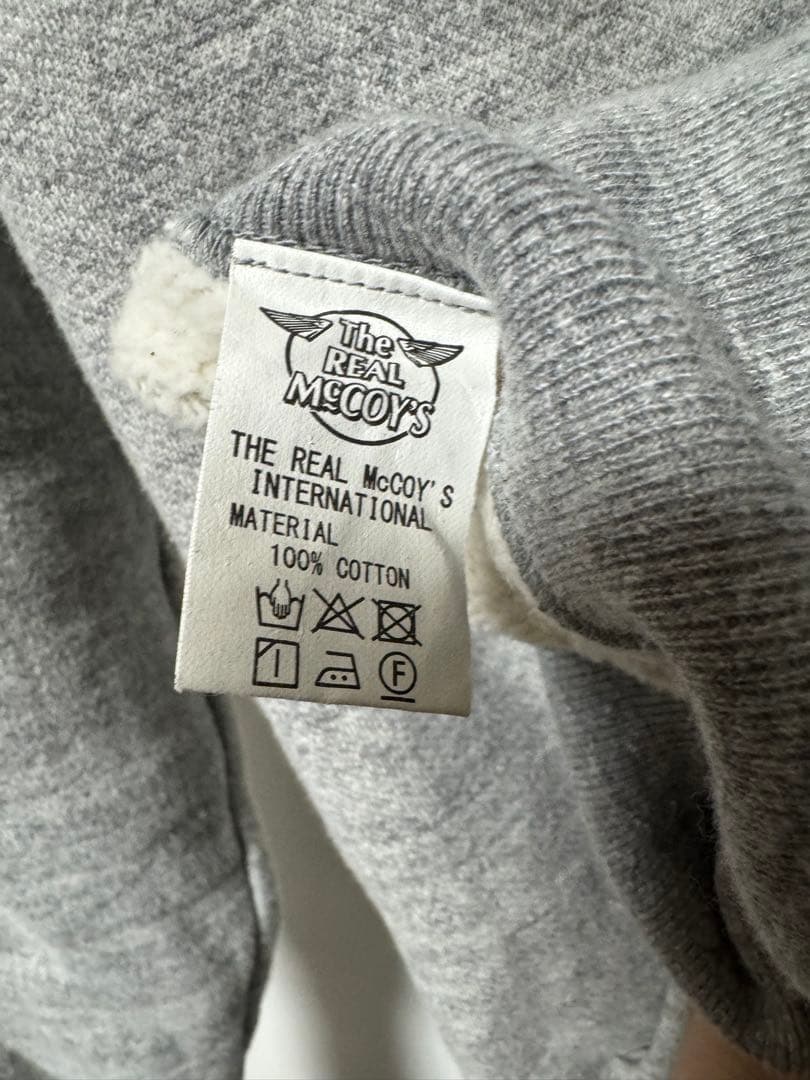 The
REAL
McCOY'S
THE REAL McCOY'S
INTERNATIONAL
MATERIAL
100% COTTON
F